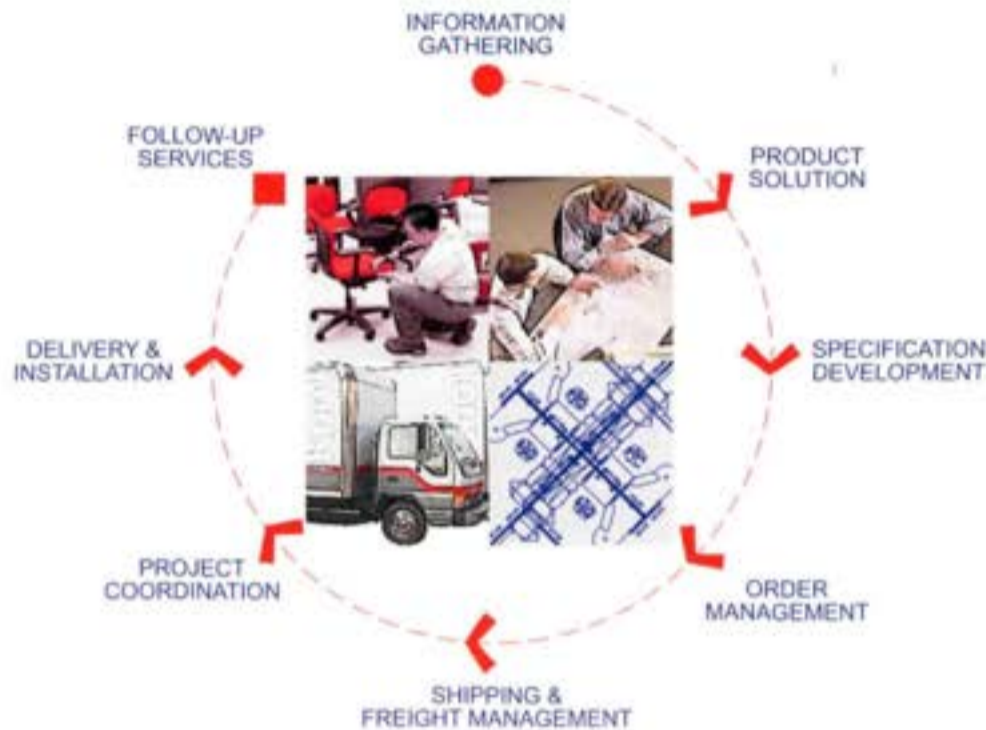 INFORMATION
GATHERING
PRODUCT
SOLUTION
SPECIFICATION
DEVELOPMENT
ORDER
MANAGEMENT
SHIPPING &
FREIGHT MANAGEMENT
PROJECT
COORDINATION
DELIVERY &
INSTALLATION
FOLLOW-UP
SERVICES